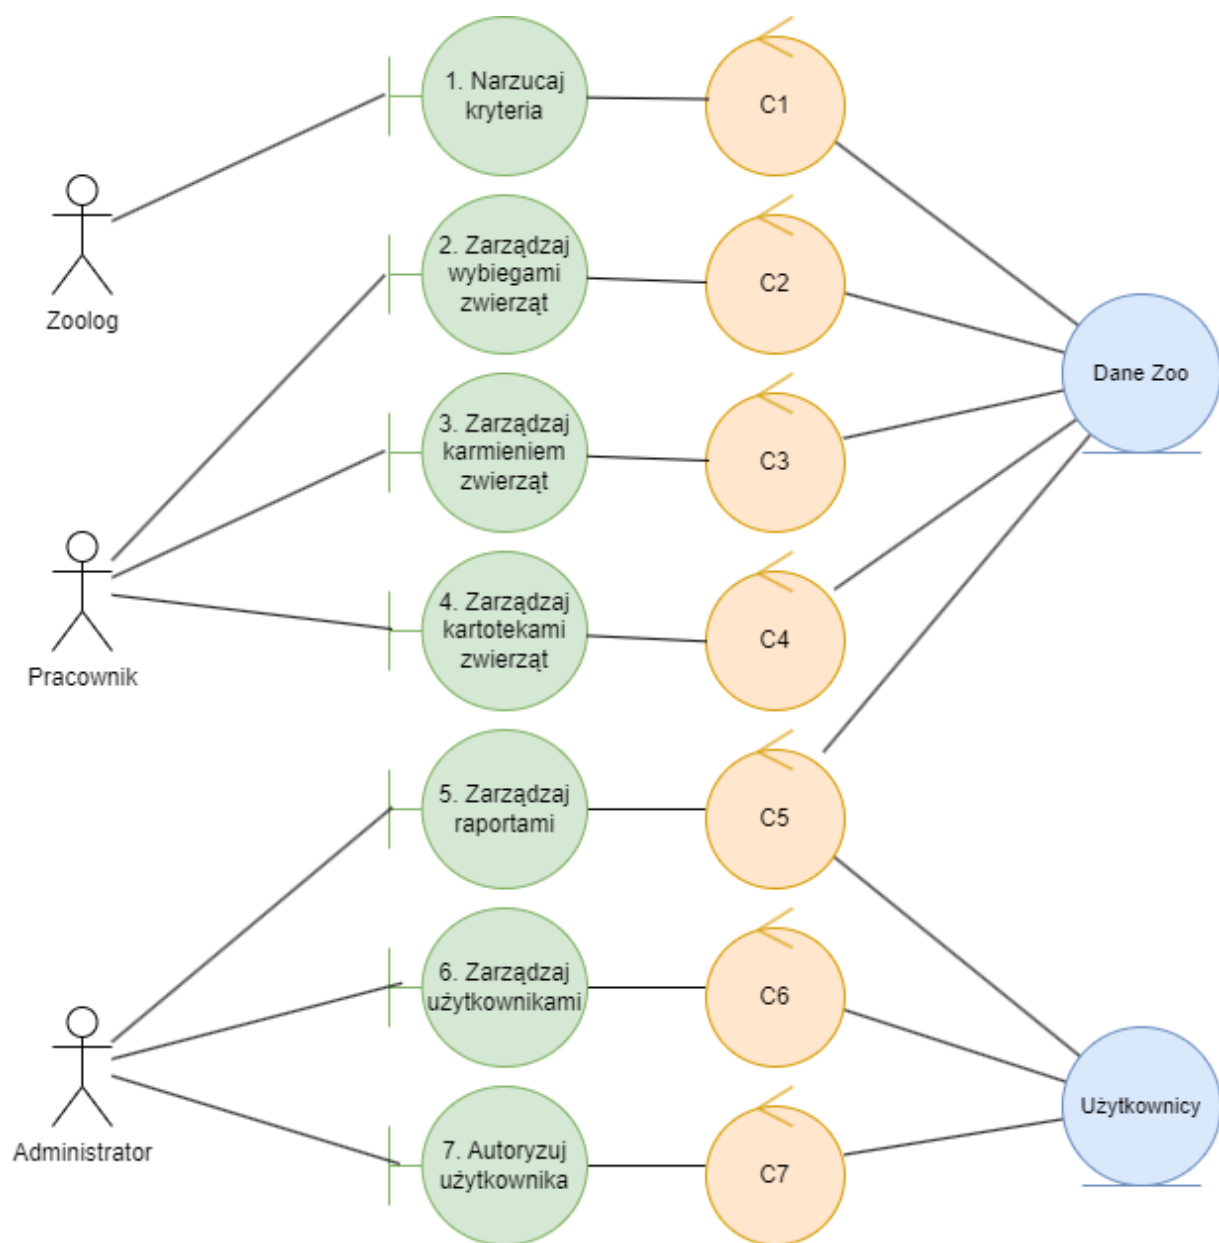 1. Narzucaj
kryteria
C1
Zoolog
2. Zarządzaj
wybiegami
zwierząt
C2
Dane Zoo
3. Zarządzaj
karmieniem
zwierząt
C3
Pracownik
4. Zarządzaj
kartotekami
zwierząt
C4
5. Zarządzaj
raportami
C5
6. Zarządzaj
użytkownikami
C6
Administrator
Użytkownicy
7. Autoryzuj
użytkownika
C7